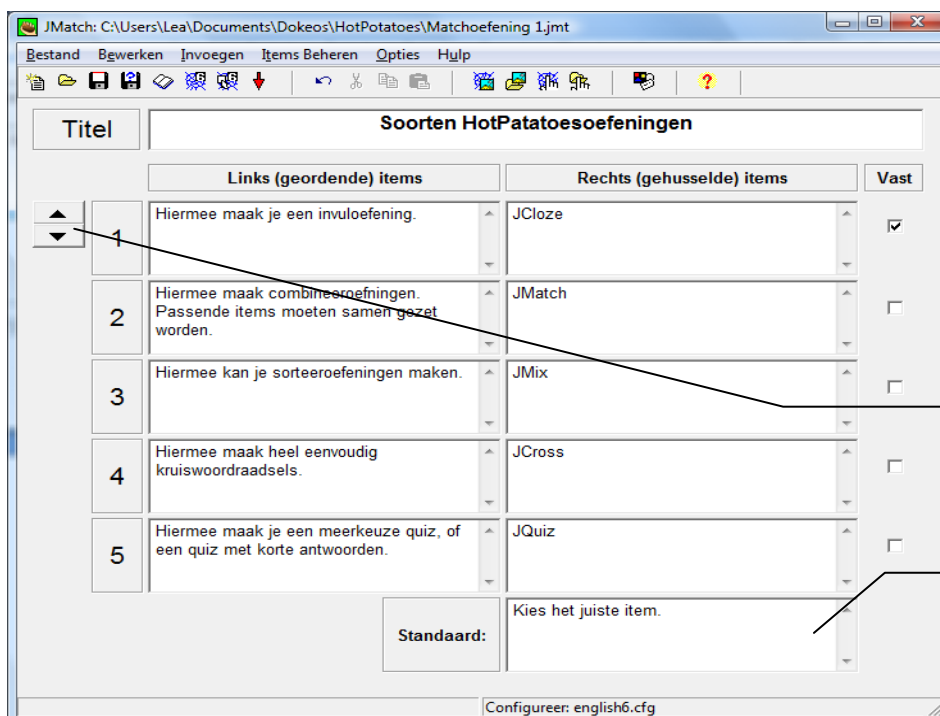 JMatch: C:\Users\Lea\Documents\Dokeos\HotPotatoes\Matchoefening 1.jmt
Bestand Bewerken Invoegen Items Beheren Opties Hulp
Titel
Soorten HotPatatoesoefeningen
Links (geordende) items
Rechts (gehusselde) items
Vast
1
Hiermee maak je een invuloefening.
JCloze
2
Hiermee maak combineeroefningen.
Passende items moeten samen gezet
worden.
JMatch
3
Hiermee kan je sorteeroefeningen maken.
JMix
4
Hiermee maak heel eenvoudig
kruiswoordraadsels.
JCross
5
Hiermee maak je een meerkeuze quiz, of
een quiz met korte antwoorden.
JQuiz
Standaard:
Kies het juiste item.
Configureer: english6.cfg